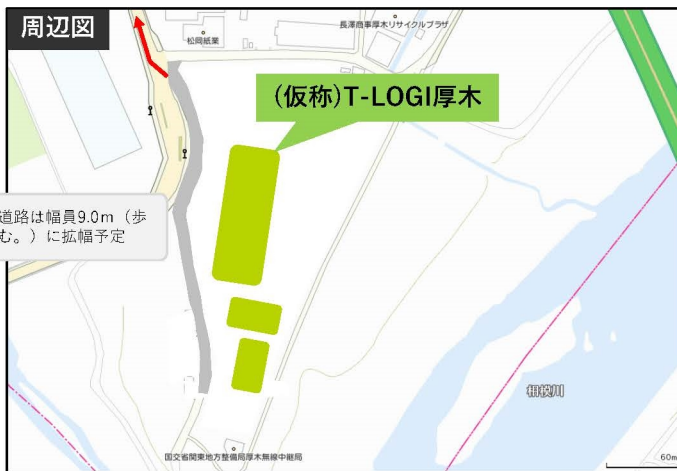 周辺図
長澤商事厚木リサイクルプラザ
松岡紙業
(仮称)T-LOGI厚木
道路は幅員9.0m（歩
む。）に拡幅予定
相模川
国交省関東地方整備局厚木無線中継局
60m